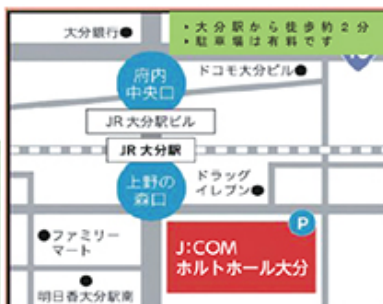 ・大分駅から徒歩約2分
・駐車場は有料です
大分銀行●
府内
中央口
ドコモ大分ビル●
JR大分駅ビル
JR大分駅
上野の
森口
ドラッグ
イレブン●
P
●ファミリー
マート
J:COM
ホルトホール大分
●
明日香大分駅南